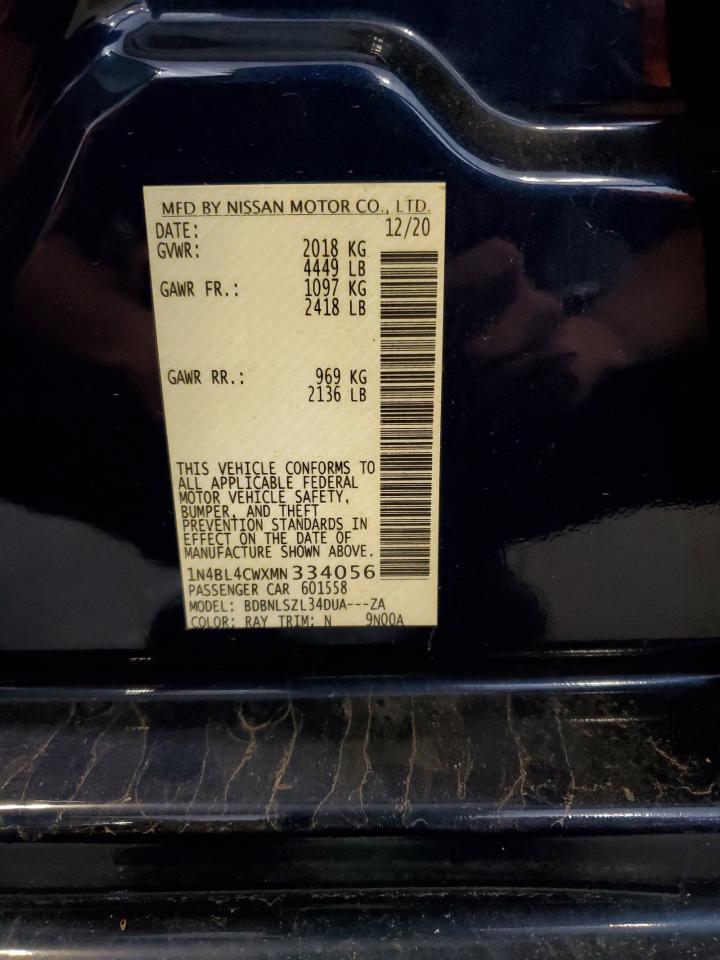 MFD BY NISSAN MOTOR CO., LTD.
DATE: 12/20
GVWR: 2018 KG
4449 LB
GAWR FR.: 1097 KG
2418 LB
GAWR RR.: 969 KG
2136 LB
THIS VEHICLE CONFORMS TO
ALL APPLICABLE FEDERAL
MOTOR VEHICLE SAFETY,
BUMPER, AND THEFT
PREVENTION STANDARDS IN
EFFECT ON THE DATE OF
MANUFACTURE SHOWN ABOVE.
1N4BL4CWXMN334056
PASSENGER CAR 601558
MODEL: BDBNLSZL34DUA---ZA
COLOR: RAY TRIM: N 9N00A